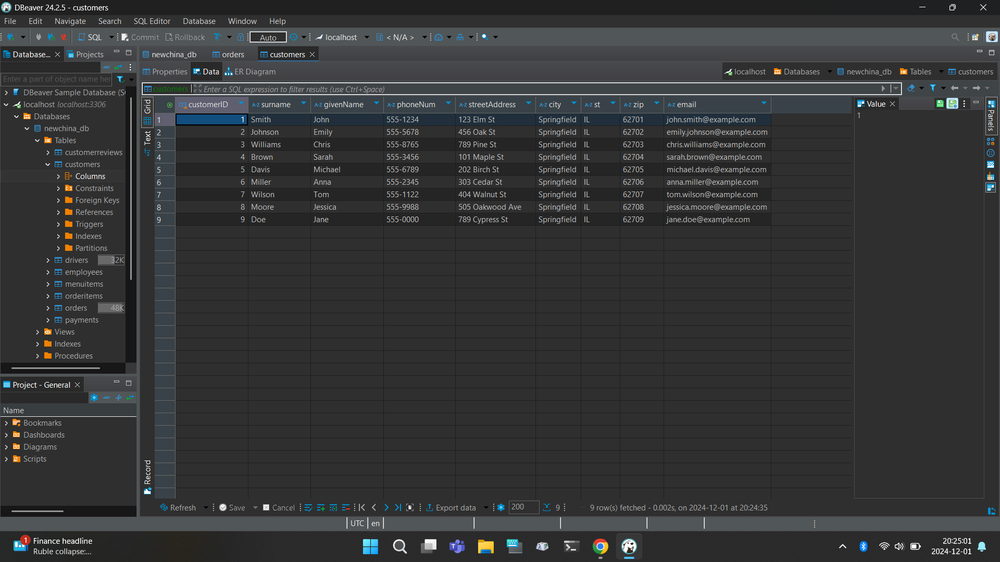 DBeaver 24.2.5 - customers
File Edit Navigate Search SQL Editor Database Window Help
SQL Commit Rollback Auto localhost < N/A >
Database... Projects
newchina_db orders customers
Properties Data ER Diagram localhost Databases newchina_db Tables customers
Enter a part of object name her
customers Enter a SQL expression to filter results (use Ctrl+Space)
DBeaver Sample Database (S
localhost localhost:3306
Databases
newchina_db
Tables
customerreviews
customers
Columns
Constraints
Foreign Keys
References
Triggers
Indexes
Partitions
drivers 32K
employees
menuitems
orderitems
orders 48K
payments
Views
Indexes
Procedures
Project - General
Name
Bookmarks
Dashboards
Diagrams
Scripts
Grid
Text
Record
123 customerID A-Z surname A-Z givenName A-Z phoneNum A-Z streetAddress A-Z city A-Z st A-Z zip A-Z email
1 1 Smith John 555-1234 123 Elm St Springfield IL 62701 john.smith@example.com
2 2 Johnson Emily 555-5678 456 Oak St Springfield IL 62702 emily.johnson@example.com
3 3 Williams Chris 555-8765 789 Pine St Springfield IL 62703 chris.williams@example.com
4 4 Brown Sarah 555-3456 101 Maple St Springfield IL 62704 sarah.brown@example.com
5 5 Davis Michael 555-6789 202 Birch St Springfield IL 62705 michael.davis@example.com
6 6 Miller Anna 555-2345 303 Cedar St Springfield IL 62706 anna.miller@example.com
7 7 Wilson Tom 555-1122 404 Walnut St Springfield IL 62707 tom.wilson@example.com
8 8 Moore Jessica 555-9988 505 Oakwood Ave Springfield IL 62708 jessica.moore@example.com
9 9 Doe Jane 555-0000 789 Cypress St Springfield IL 62709 jane.doe@example.com
Value
1
Panels
Refresh Save Cancel Export data 200 9 9 row(s) fetched - 0.002s, on 2024-12-01 at 20:24:35
UTC en
1
Finance headline
Ruble collapse:...
20:25:01
2024-12-01